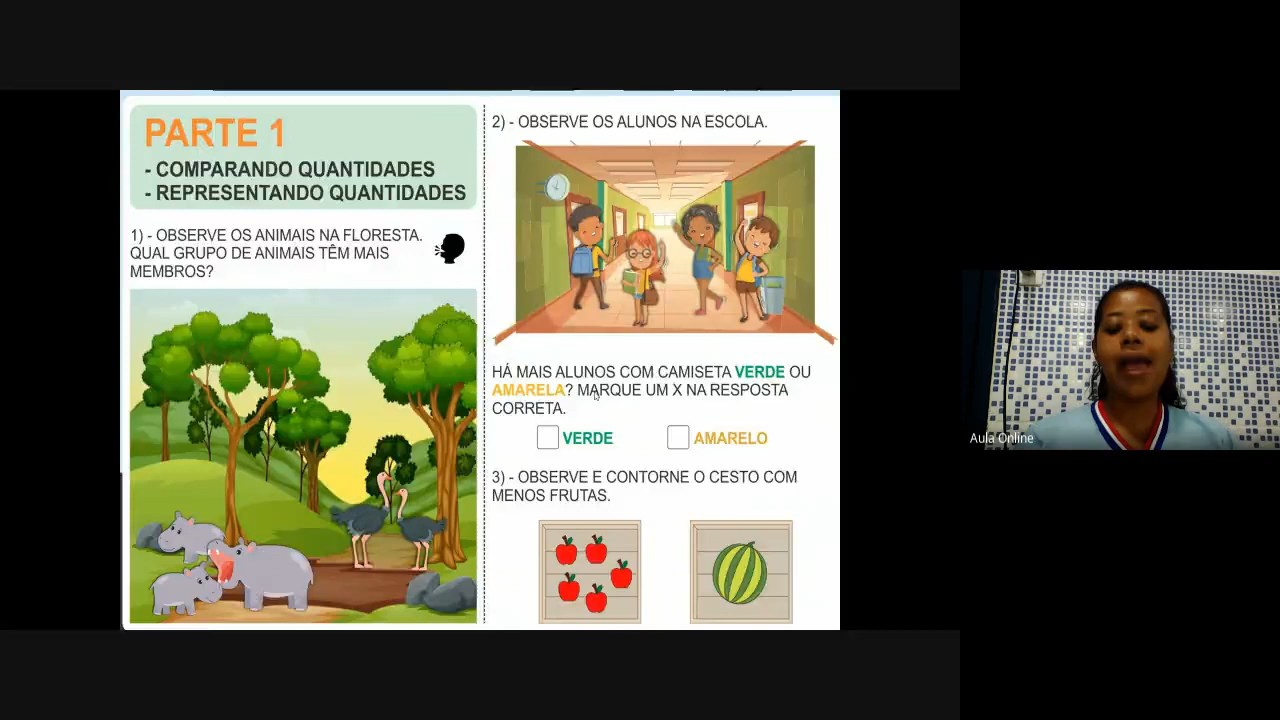 PARTE 1
- COMPARANDO QUANTIDADES
- REPRESENTANDO QUANTIDADES
1) - OBSERVE OS ANIMAIS NA FLORESTA.
QUAL GRUPO DE ANIMAIS TÊM MAIS
MEMBROS?
2) - OBSERVE OS ALUNOS NA ESCOLA.
HÁ MAIS ALUNOS COM CAMISETA VERDE OU
AMARELA? MARQUE UM X NA RESPOSTA
CORRETA.
VERDE
AMARELO
3) - OBSERVE E CONTORNE O CESTO COM
MENOS FRUTAS.
Aula Online